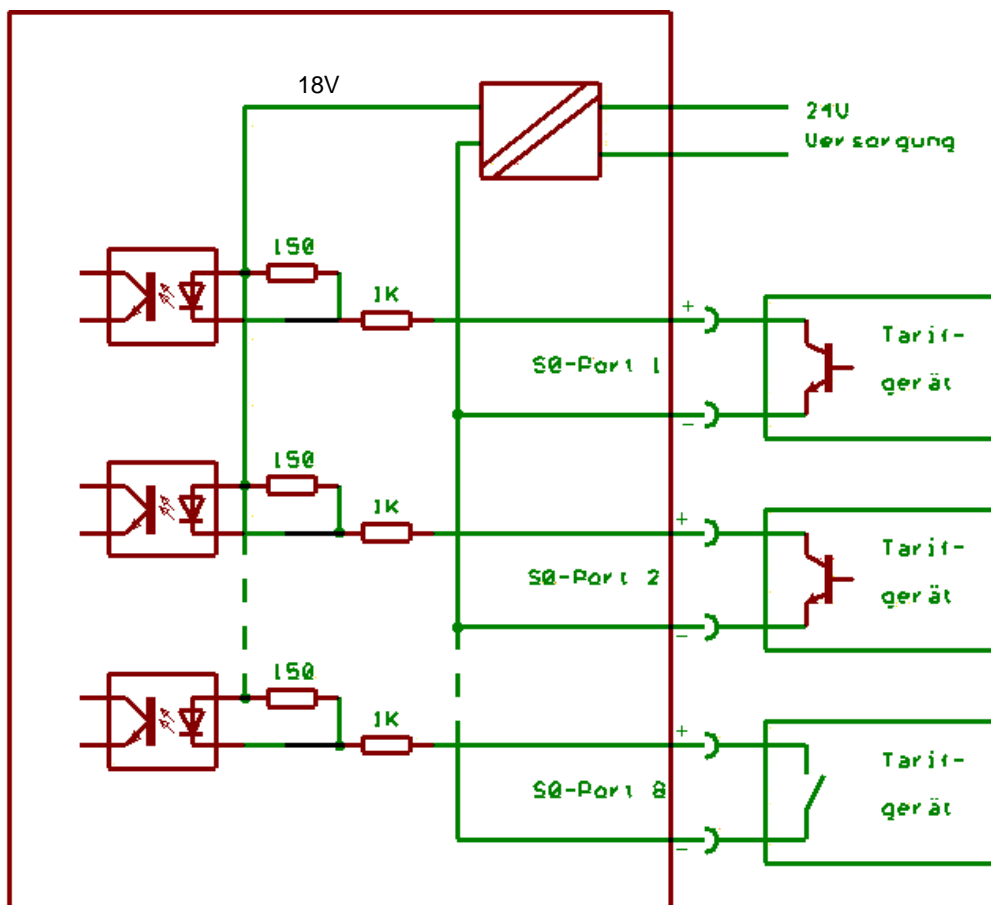 18V
24V
Versorgung
150
1K
+
S0-Port 1
-
Tarif-
gerät
150
1K
+
S0-Port 2
-
Tarif-
gerät
150
1K
+
S0-Port 8
-
Tarif-
gerät